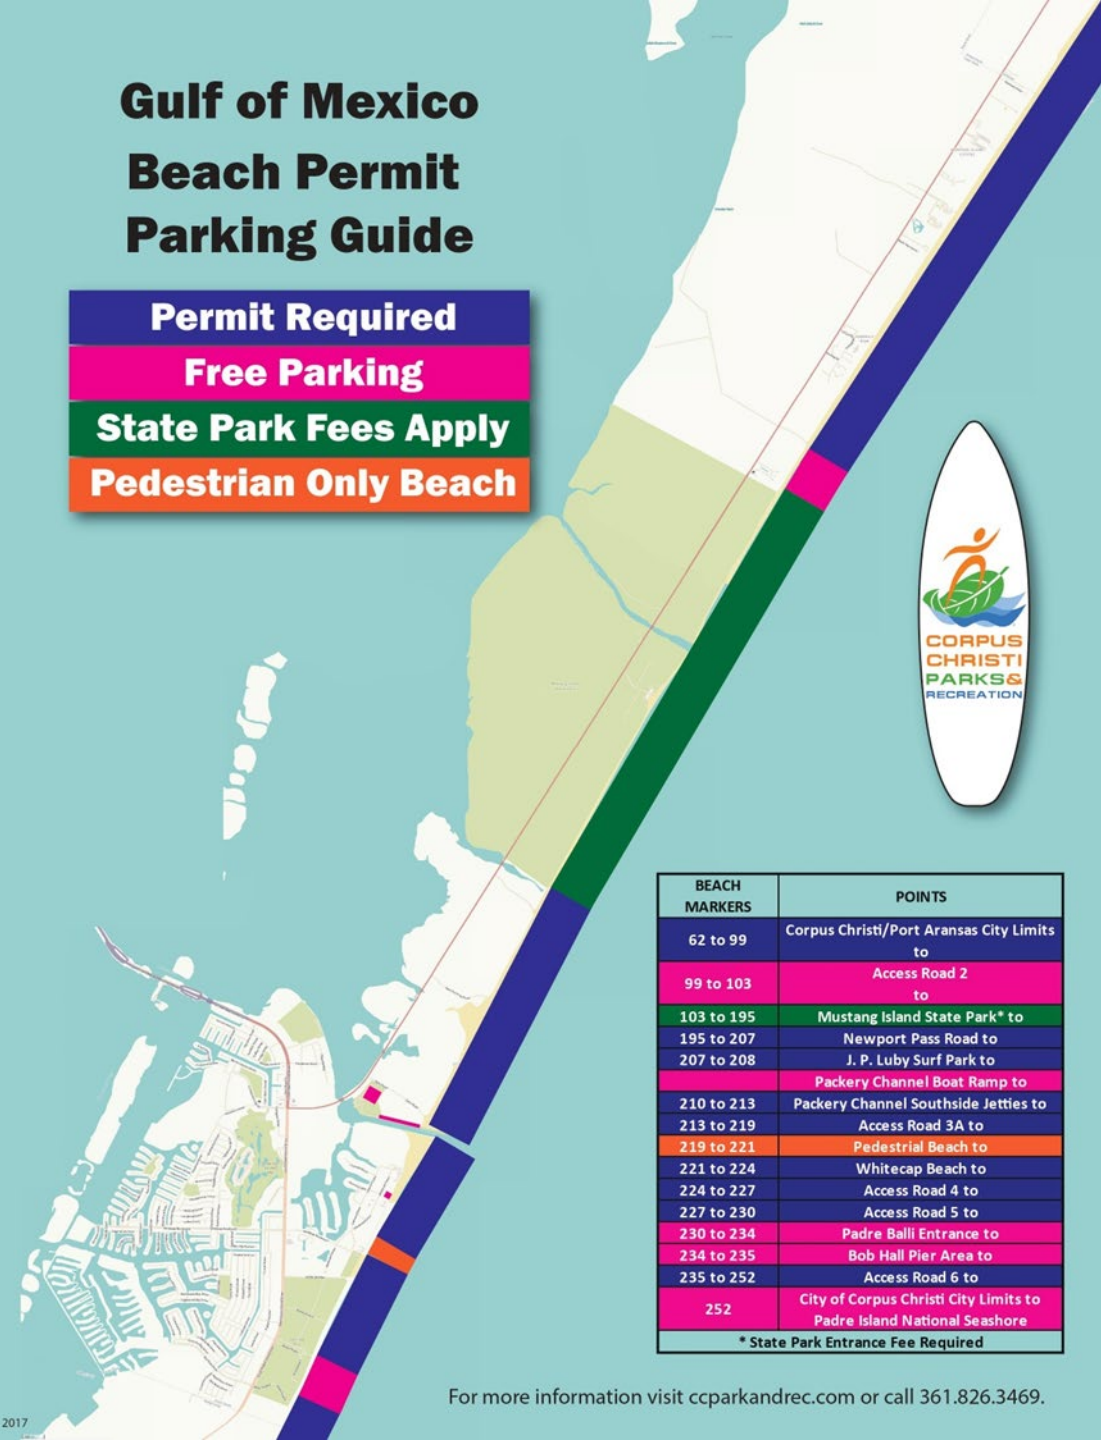 Gulf of Mexico
Beach Permit
Parking Guide
Permit Required
Free Parking
State Park Fees Apply
Pedestrian Only Beach
CORPUS
CHRISTI
PARKS&
RECREATION
BEACH MARKERS POINTS
62 to 99 Corpus Christi/Port Aransas City Limits to
99 to 103 Access Road 2 to
103 to 195 Mustang Island State Park* to
195 to 207 Newport Pass Road to
207 to 208 J. P. Luby Surf Park to
Packery Channel Boat Ramp to
210 to 213 Packery Channel Southside Jetties to
213 to 219 Access Road 3A to
219 to 221 Pedestrial Beach to
221 to 224 Whitecap Beach to
224 to 227 Access Road 4 to
227 to 230 Access Road 5 to
230 to 234 Padre Balli Entrance to
234 to 235 Bob Hall Pier Area to
235 to 252 Access Road 6 to
252 City of Corpus Christi City Limits to
Padre Island National Seashore
* State Park Entrance Fee Required
For more information visit ccparkandrec.com or call 361.826.3469.
2017